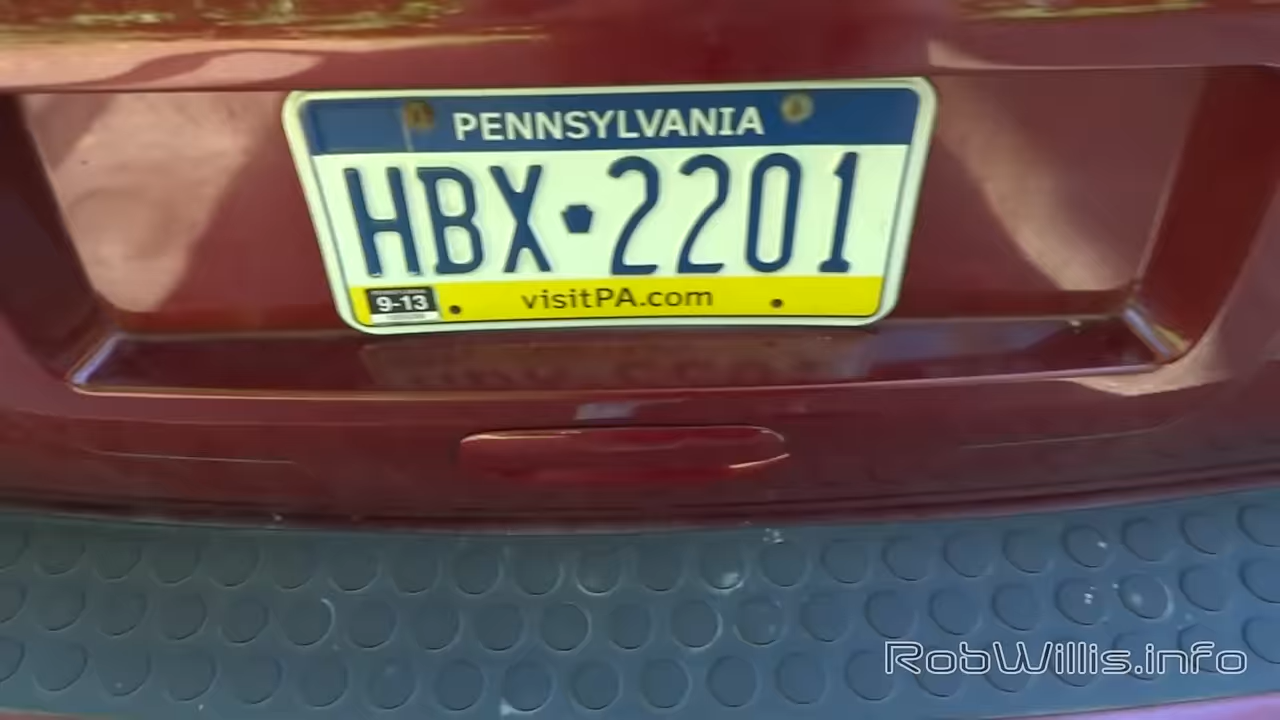 PENNSYLVANIA
HBX 2201
9-13
visitPA.com
RobWillis.info